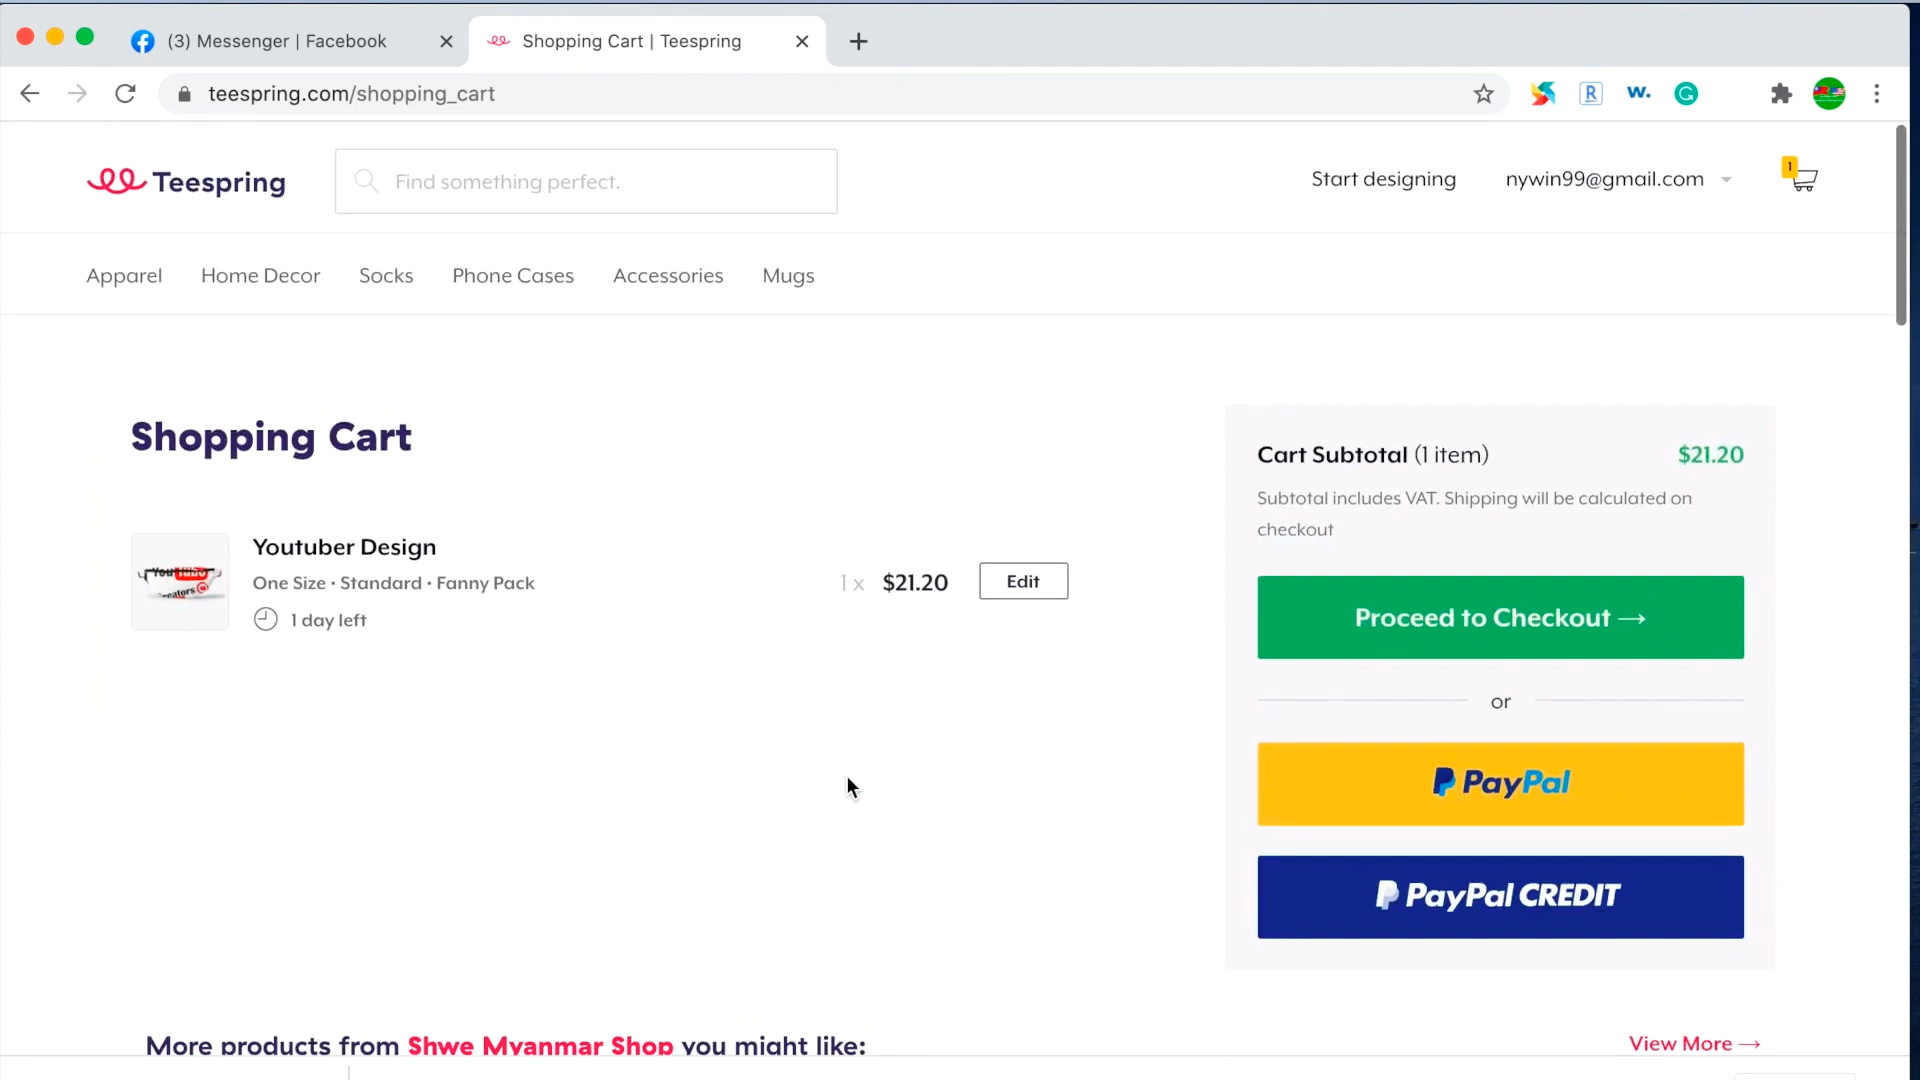 (3) Messenger | Facebook
Shopping Cart | Teespring
teespring.com/shopping_cart
R
w.
G
Teespring
Find something perfect.
Start designing
nywin99@gmail.com
1
Apparel
Home Decor
Socks
Phone Cases
Accessories
Mugs
Shopping Cart
Youtuber Design
One Size • Standard • Fanny Pack
1 day left
1 x $21.20
Edit
Cart Subtotal (1 item) $21.20
Subtotal includes VAT. Shipping will be calculated on
checkout
Proceed to Checkout →
or
PayPal
PayPal CREDIT
More products from Shwe Myanmar Shop you might like:
View More →